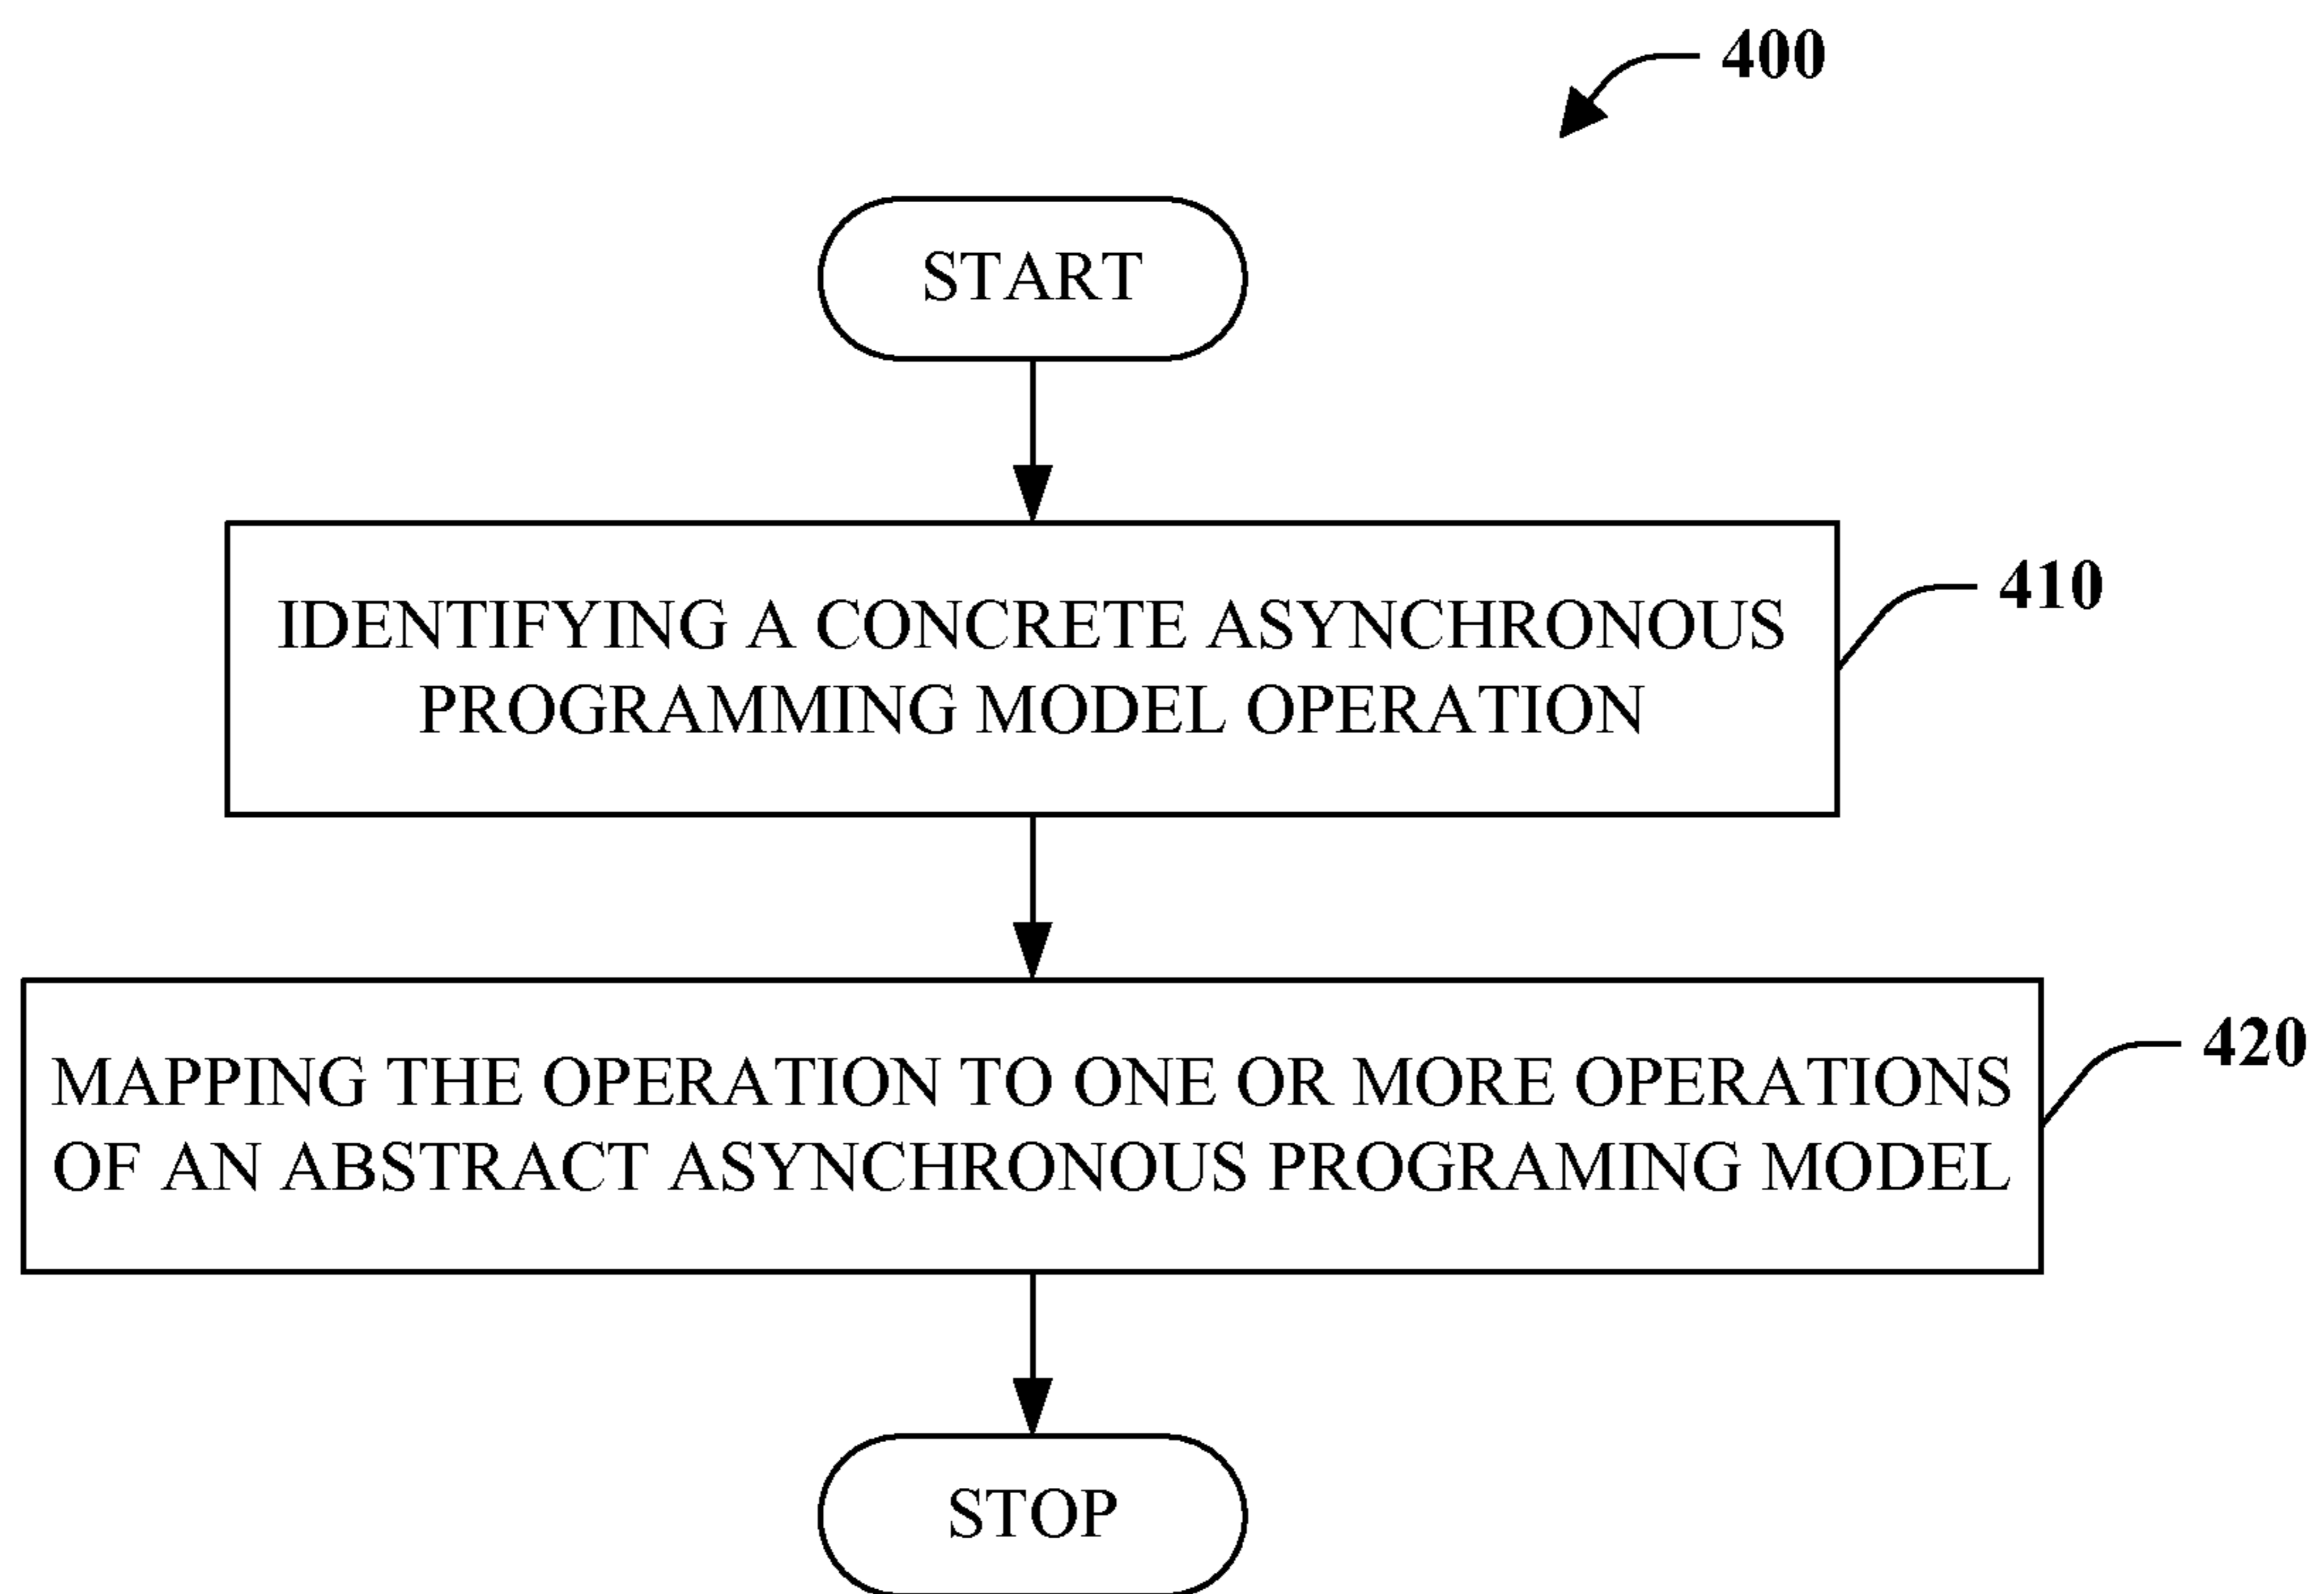 400
START
IDENTIFYING A CONCRETE ASYNCHRONOUS
PROGRAMMING MODEL OPERATION
410
MAPPING THE OPERATION TO ONE OR MORE OPERATIONS
OF AN ABSTRACT ASYNCHRONOUS PROGRAMING MODEL
420
STOP